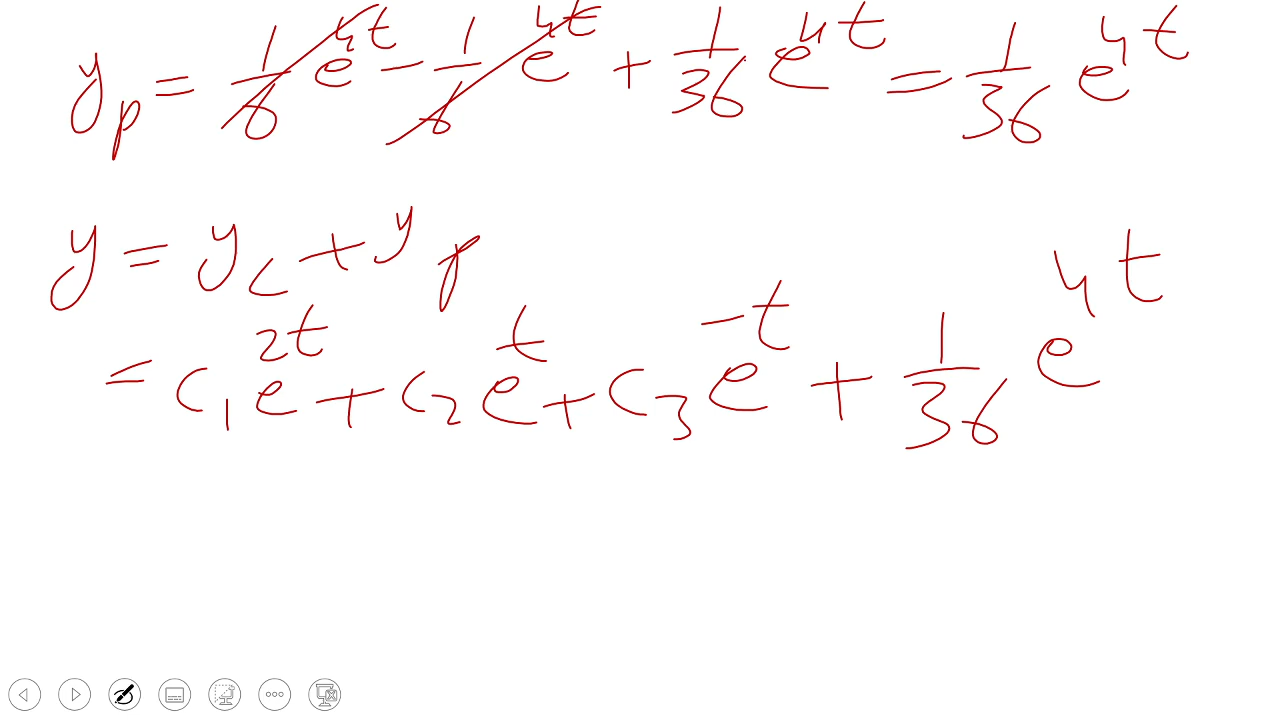 y_p = 1/6 e^{4t} - 1/6 e^{4t} + 1/36 e^{4t} = 1/36 e^{4t}
y = y_c + y_p
= c_1 e^{2t} + c_2 e^{t} + c_3 e^{-t} + 1/36 e^{4t}